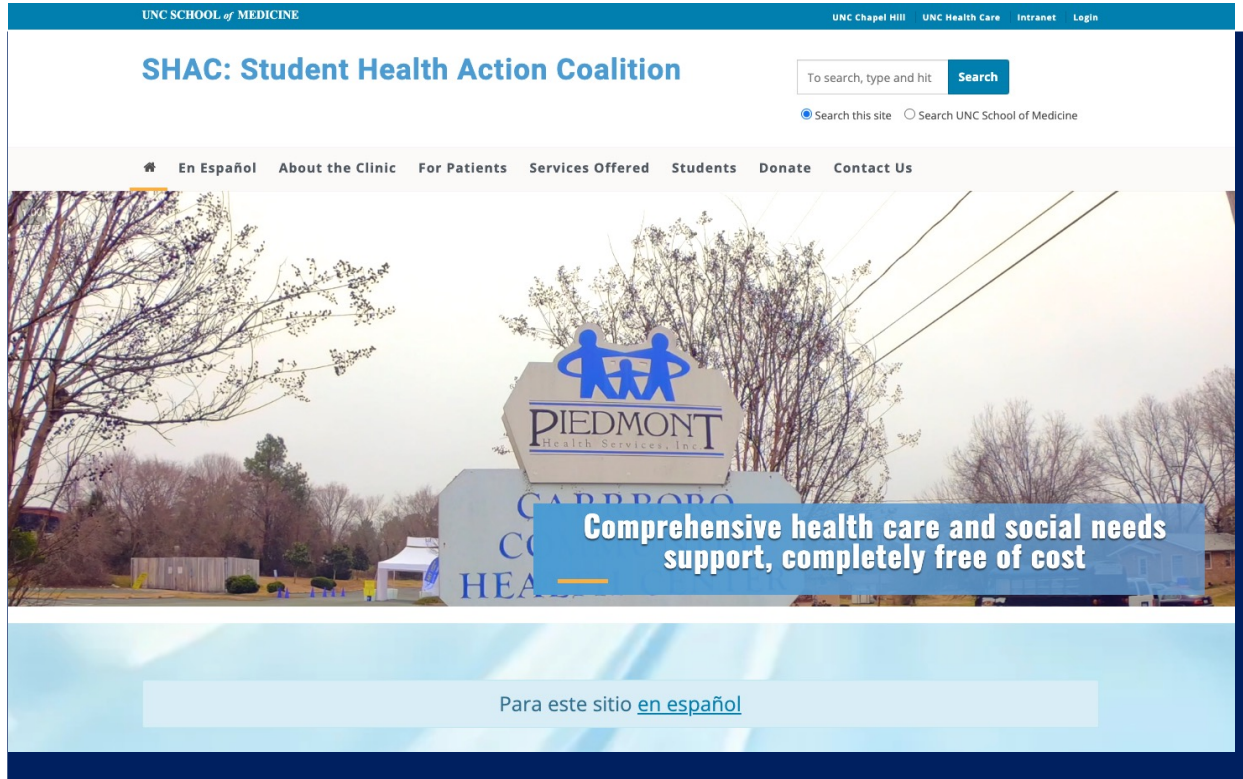 UNC SCHOOL of MEDICINE
UNC Chapel Hill UNC Health Care Intranet Login
SHAC: Student Health Action Coalition
To search, type and hit Search
Search this site Search UNC School of Medicine
En Español About the Clinic For Patients Services Offered Students Donate Contact Us
PIEDMONT
Health Services, Inc.
CARRBORO
Comprehensive health care and social needs
support, completely free of cost
Para este sitio en español